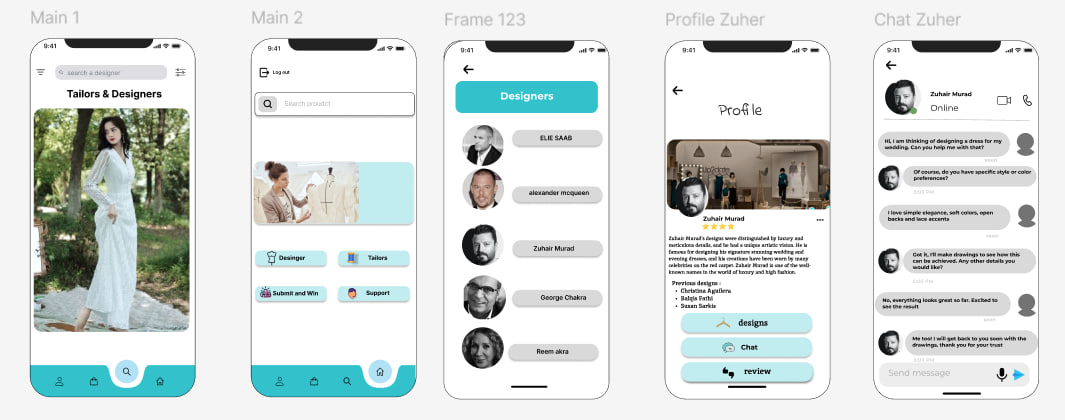 Main 1
9:41
search a designer
Tailors & Designers
Main 2
9:41
Log out
Search proudct
Desinger
Tailors
Submit and Win
Support
Frame 123
9:41
Designers
ELIE SAAB
alexander mcqueen
Zuhair Murad
George Chakra
Reem akra
Profile Zuher
9:41
Profile
Zuhair Murad
Zuhair Murad's designs were distinguished by luxury and
meticulous details, and he had a unique artistic vision. He is
famous for designing his signature stunning wedding and
evening dresses, and his creations have been worn by many
celebrities on the red carpet. Zuhair Murad is one of the well-
known names in the world of luxury and high fashion.
Previous designs :
• Christina Aguilera
• Balqis Fathi
• Suzan Sarkis
designs
Chat
review
Chat Zuher
9:41
Zuhair Murad
Online
Hi, I am thinking of designing a dress for my
wedding. Can you help me with that?
Of course, do you have specific style or color
preferences?
I love simple elegance, soft colors, open
backs and lace accents
Got it, I'll make drawings to see how this
can be achieved. Any other details you
would like?
No, everything looks great so far. Excited to
see the result
Me too! I will get back to you soon with the
drawings. thank you for your trust
Send message